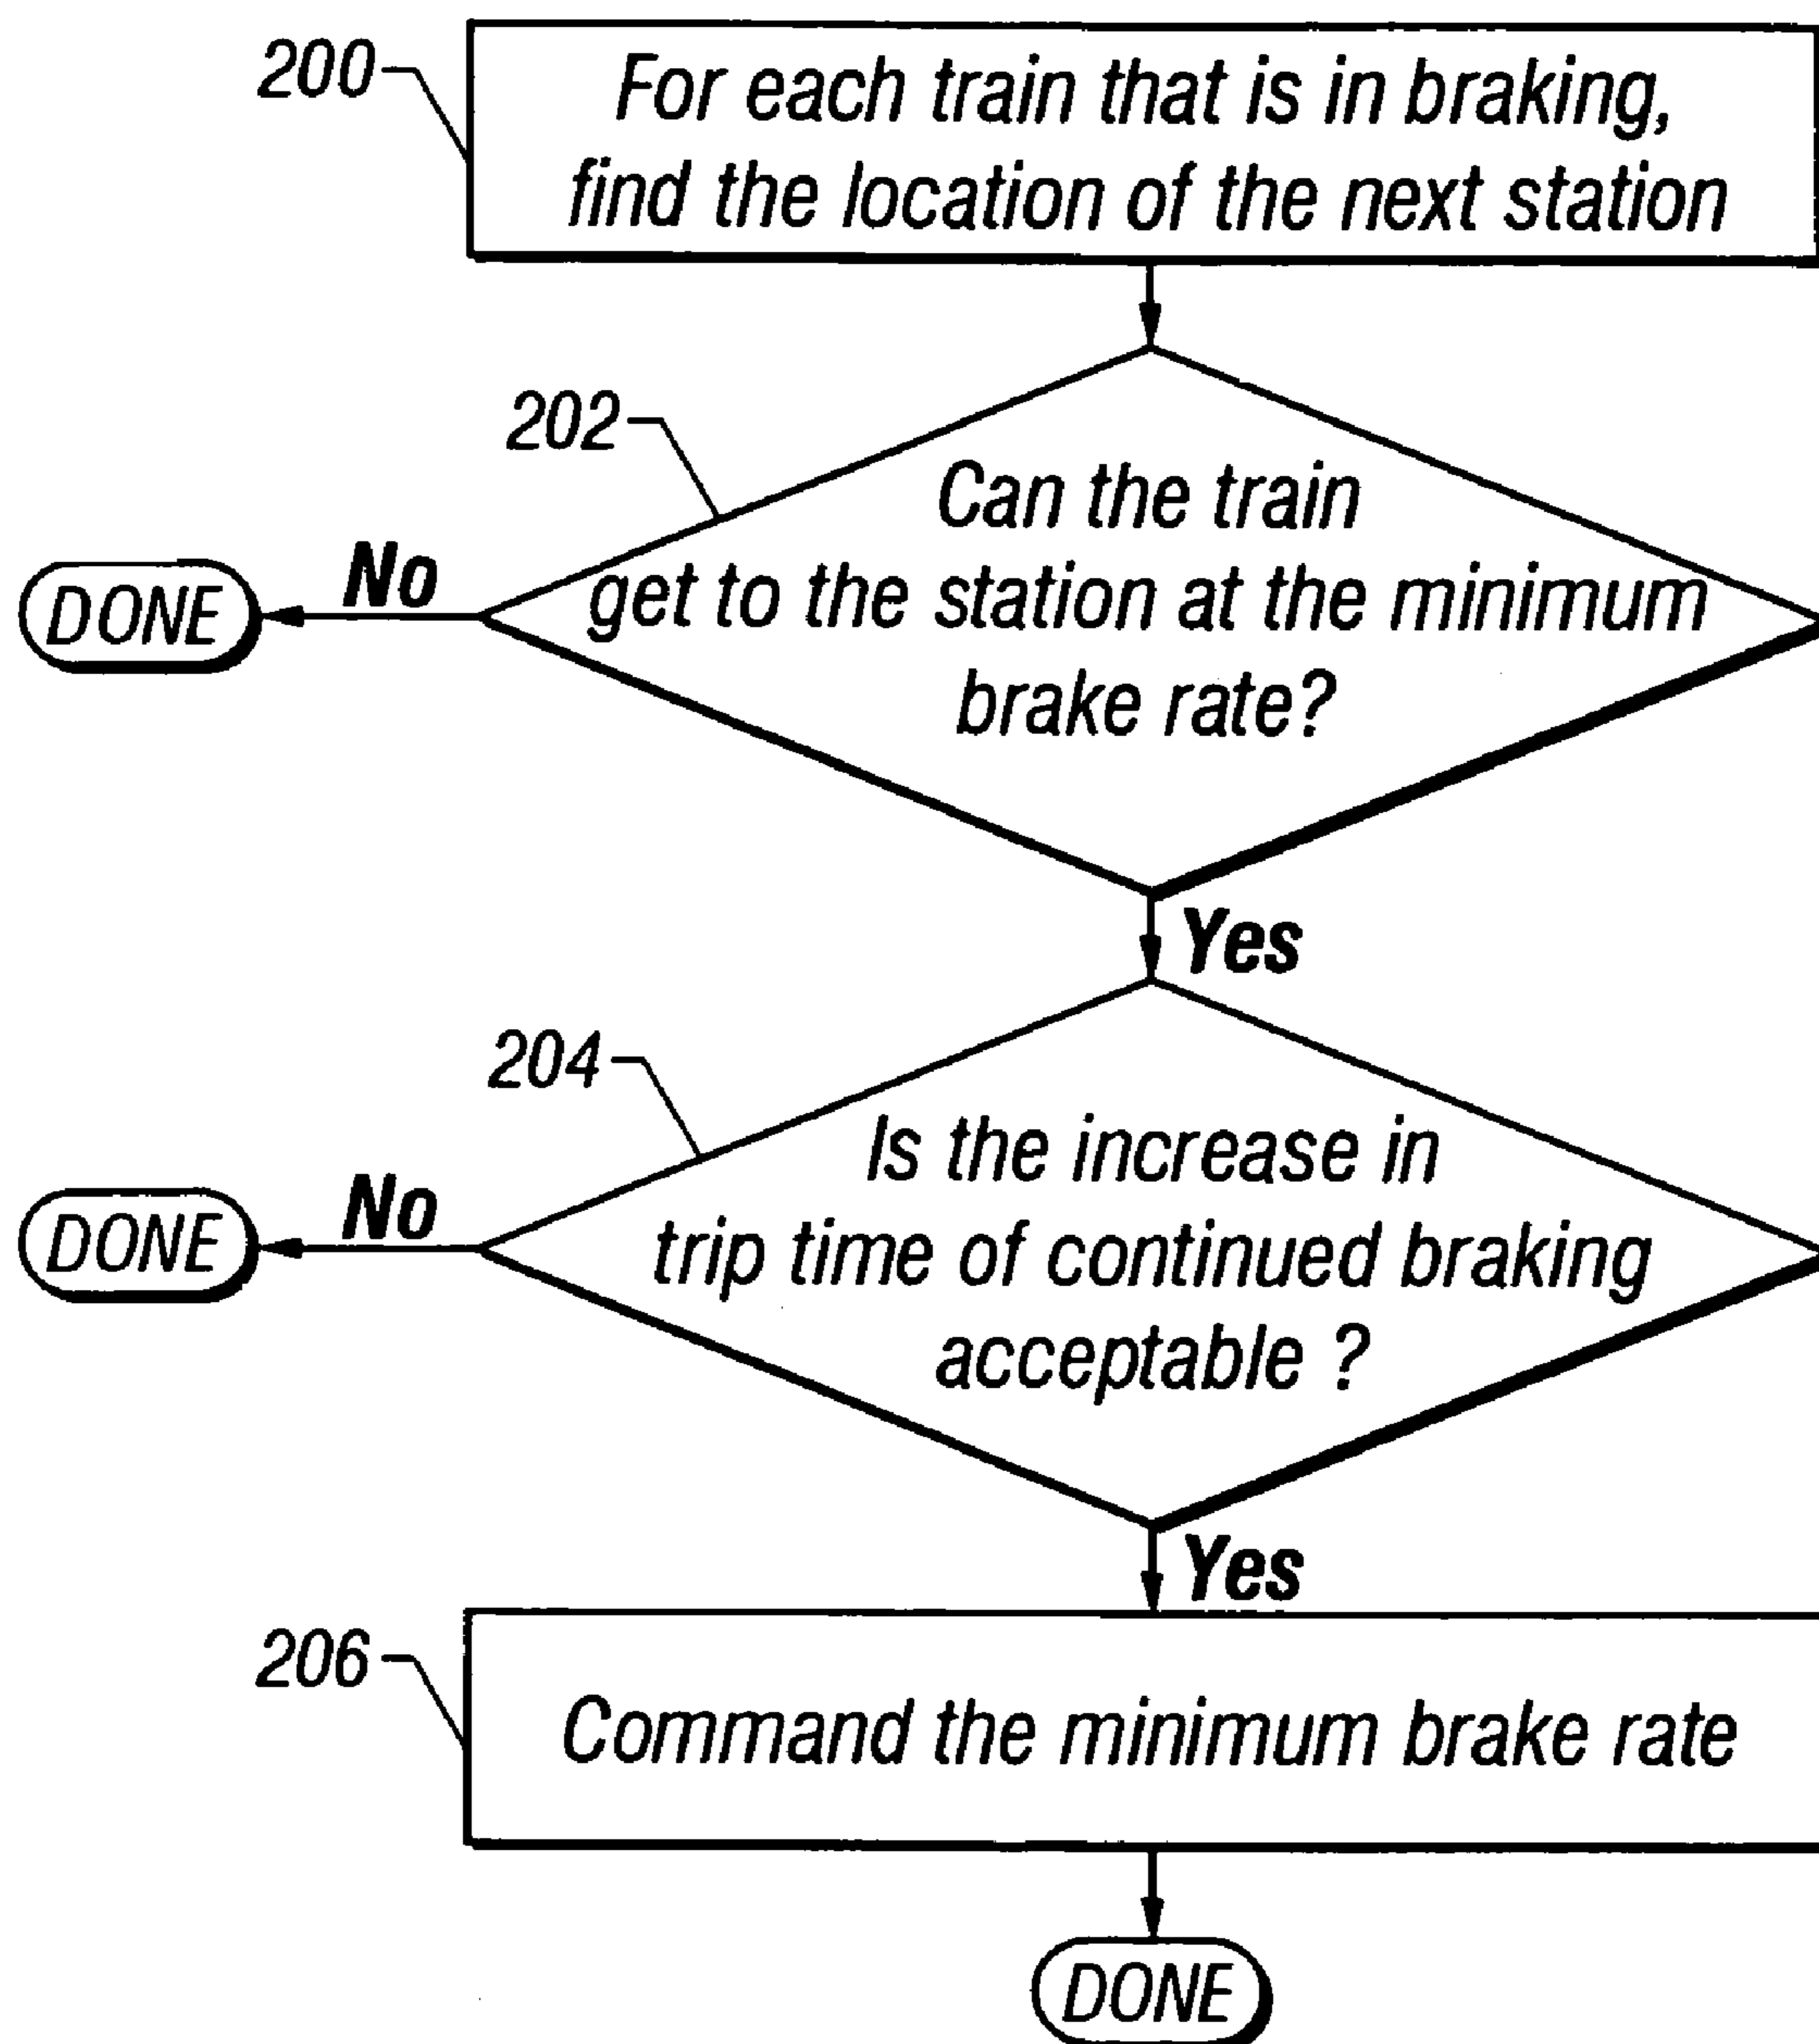 200
For each train that is in braking,
find the location of the next station
202
Can the train
get to the station at the minimum
brake rate?
No
DONE
Yes
204
Is the increase in
trip time of continued braking
acceptable ?
No
DONE
Yes
206
Command the minimum brake rate
DONE